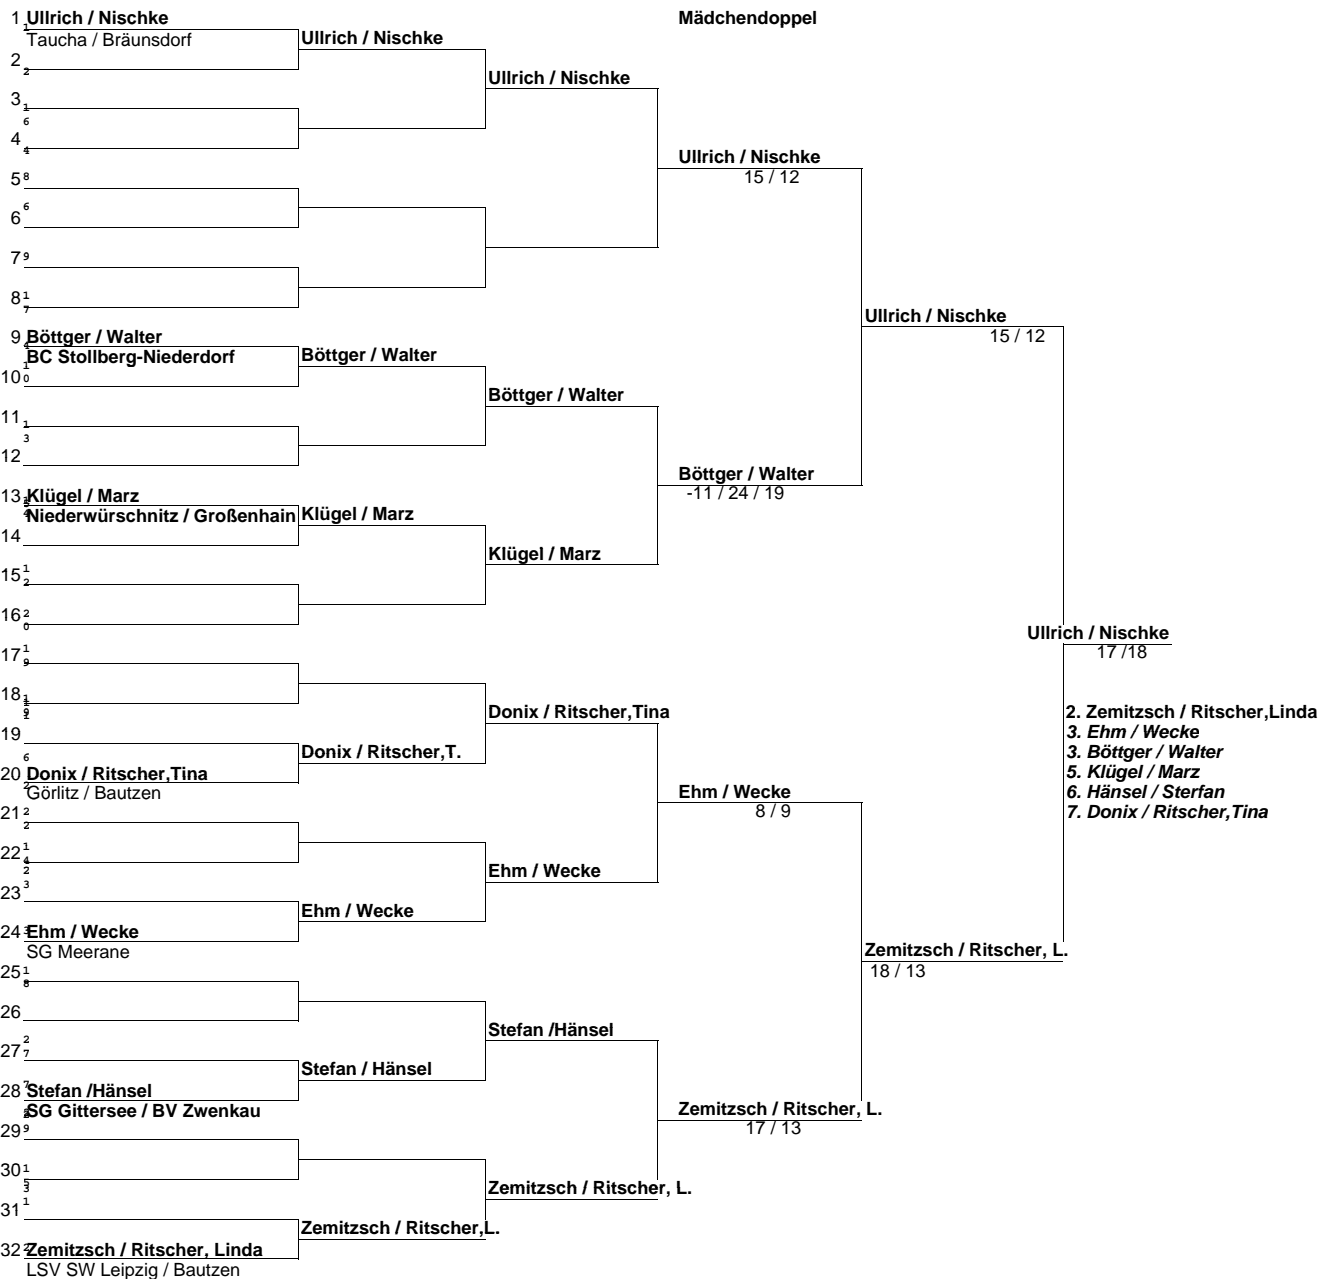 Mädchendoppel
1 Ullrich / Nischke
Taucha / Bräunsdorf
Ullrich / Nischke
2
Ullrich / Nischke
3
4
Ullrich / Nischke
15 / 12
5
6
7
8
Ullrich / Nischke
15 / 12
9 Böttger / Walter
BC Stollberg-Niederdorf
Böttger / Walter
10
Böttger / Walter
11
12
Böttger / Walter
-11 / 24 / 19
13 Klügel / Marz
Niederwürschnitz / Großenhain
Klügel / Marz
14
Klügel / Marz
15
16
Ullrich / Nischke
17 /18
17
18
Donix / Ritscher,Tina
19
Donix / Ritscher,T.
20 Donix / Ritscher,Tina
Görlitz / Bautzen
Ehm / Wecke
8 / 9
21
22
Ehm / Wecke
23
Ehm / Wecke
24 Ehm / Wecke
SG Meerane
Zemitzsch / Ritscher, L.
18 / 13
25
26
Stefan /Hänsel
27
Stefan / Hänsel
28 Stefan /Hänsel
SG Gittersee / BV Zwenkau
Zemitzsch / Ritscher, L.
17 / 13
29
30
Zemitzsch / Ritscher, L.
31
Zemitzsch / Ritscher,L.
32 Zemitzsch / Ritscher, Linda
LSV SW Leipzig / Bautzen
2. Zemitzsch / Ritscher,Linda
3. Ehm / Wecke
3. Böttger / Walter
5. Klügel / Marz
6. Hänsel / Sterfan
7. Donix / Ritscher,Tina